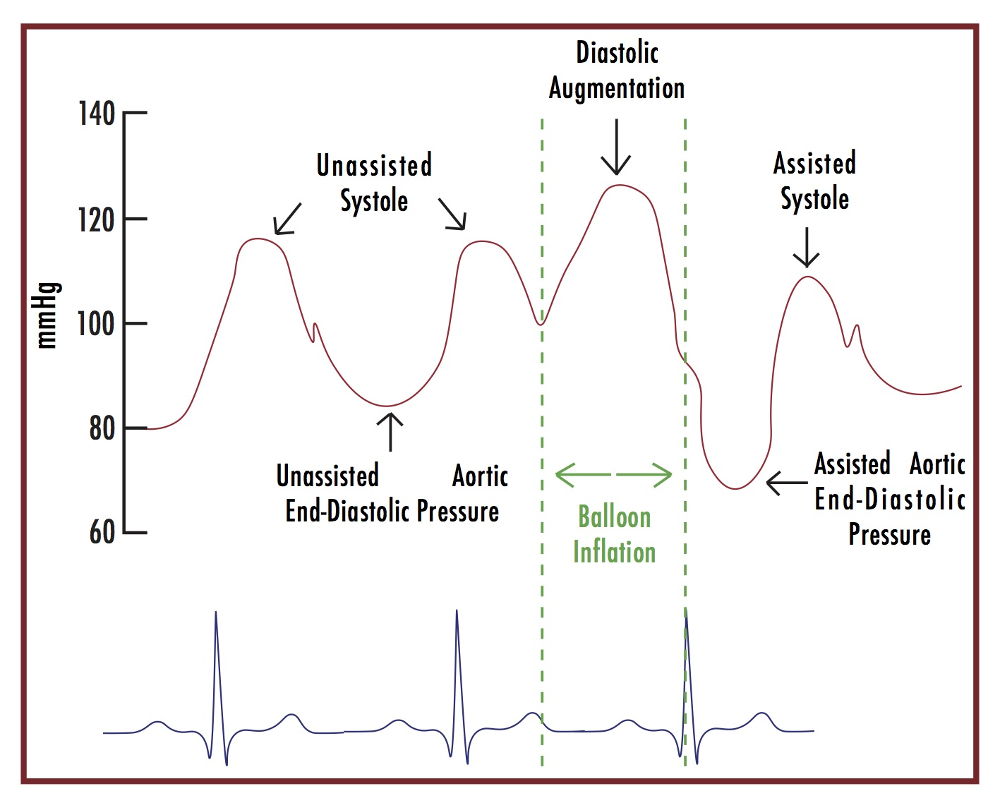 Diastolic
Augmentation
140
Unassisted
Systole
Assisted
Systole
120
mmHg
100
80
Unassisted Aortic
End-Diastolic Pressure
Assisted Aortic
End-Diastolic
Pressure
Balloon
Inflation
60